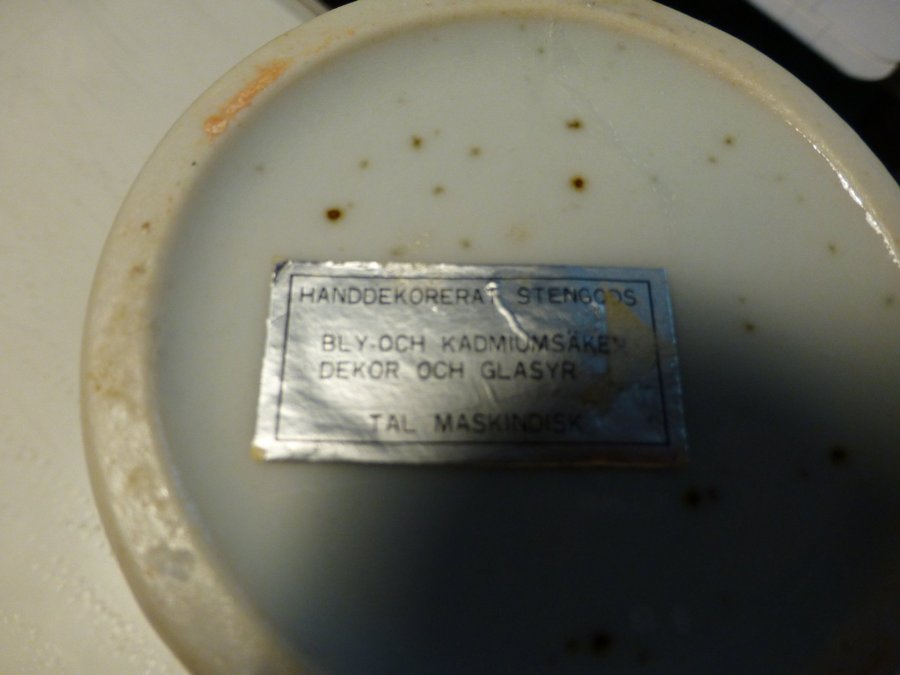 HANDDEKORERAT STENGODS
BLY-OCH KADMIUMSÄKER
DEKOR OCH GLASYR
TÅL MASKINDISK